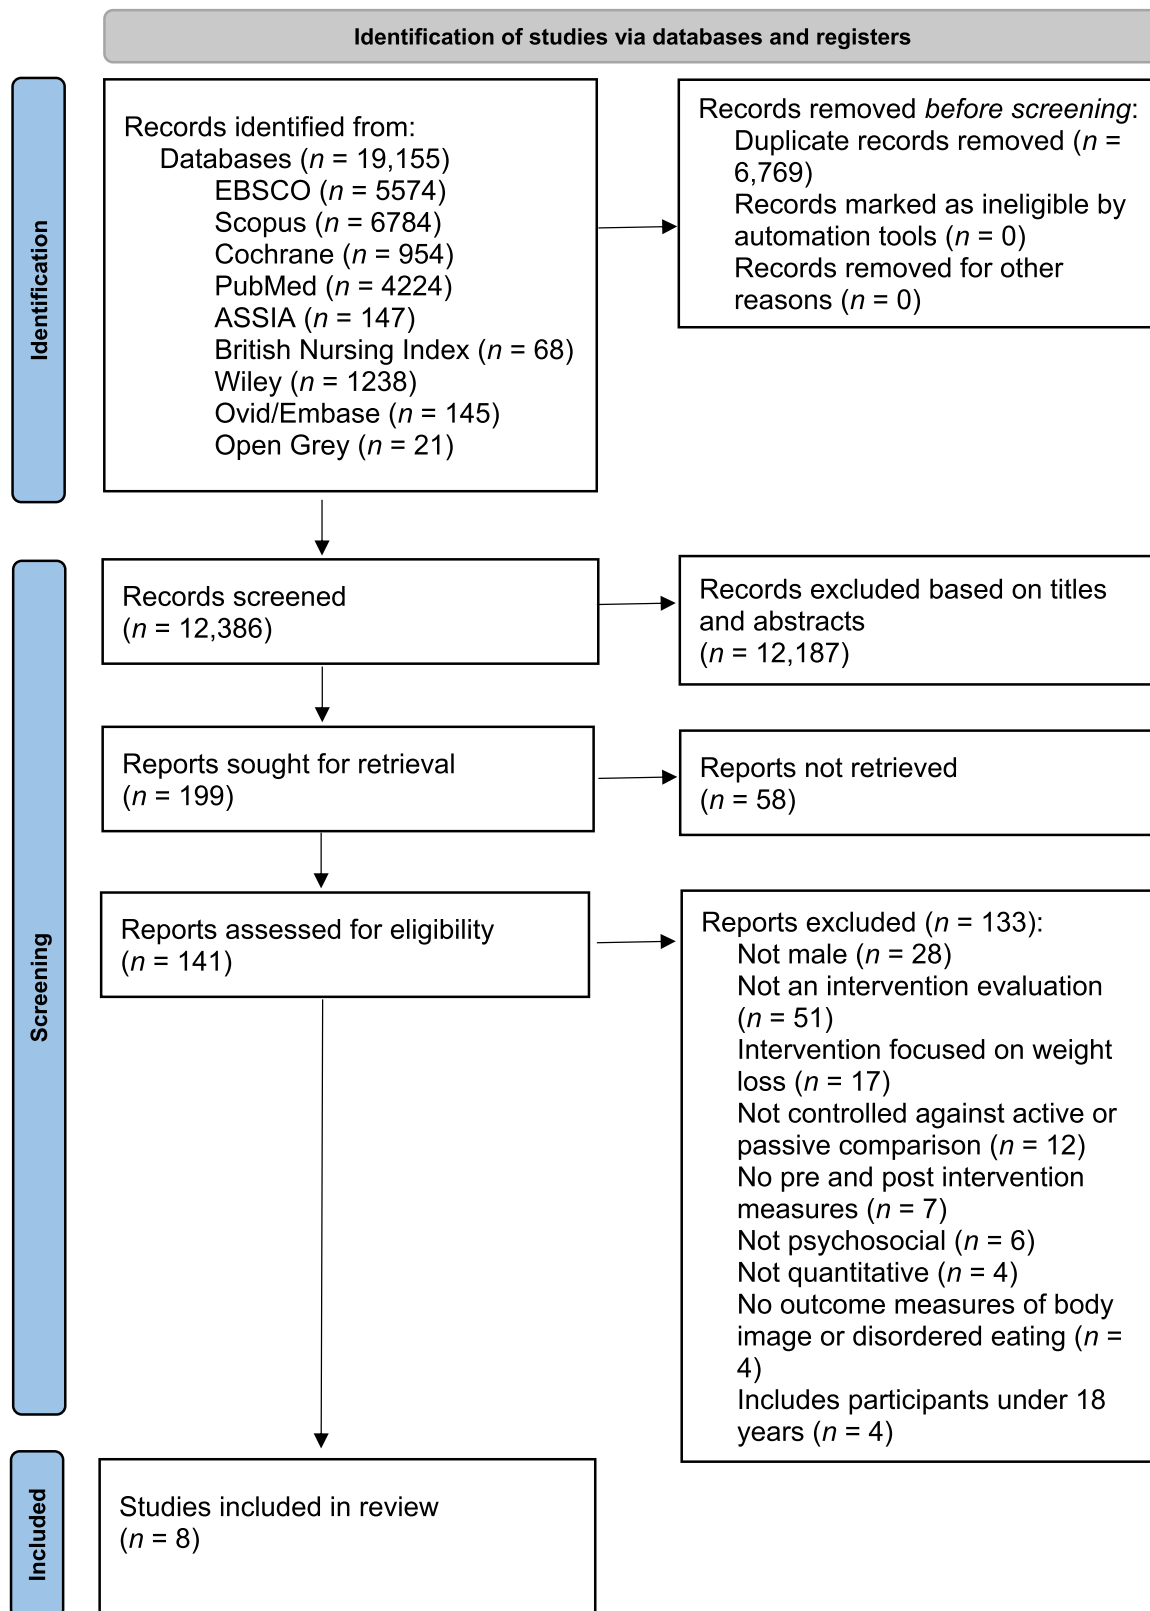 Identification of studies via databases and registers
Identification
Records identified from:
Databases (n = 19,155)
EBSCO (n = 5574)
Scopus (n = 6784)
Cochrane (n = 954)
PubMed (n = 4224)
ASSIA (n = 147)
British Nursing Index (n = 68)
Wiley (n = 1238)
Ovid/Embase (n = 145)
Open Grey (n = 21)
Records removed before screening:
Duplicate records removed (n =
6,769)
Records marked as ineligible by
automation tools (n = 0)
Records removed for other
reasons (n = 0)
Screening
Records screened
(n = 12,386)
Records excluded based on titles
and abstracts
(n = 12,187)
Reports sought for retrieval
(n = 199)
Reports not retrieved
(n = 58)
Reports assessed for eligibility
(n = 141)
Reports excluded (n = 133):
Not male (n = 28)
Not an intervention evaluation
(n = 51)
Intervention focused on weight
loss (n = 17)
Not controlled against active or
passive comparison (n = 12)
No pre and post intervention
measures (n = 7)
Not psychosocial (n = 6)
Not quantitative (n = 4)
No outcome measures of body
image or disordered eating (n =
4)
Includes participants under 18
years (n = 4)
Included
Studies included in review
(n = 8)